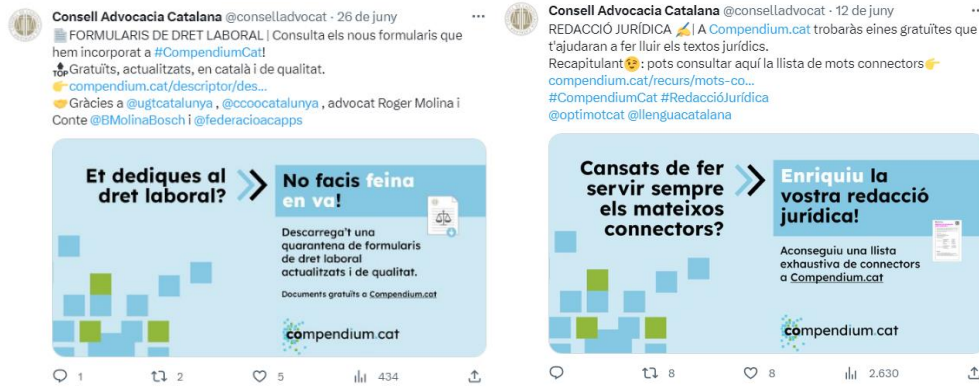 Consell Advocacia Catalana @conselladvocat · 26 de juny
FORMULARIS DE DRET LABORAL | Consulta els nous formularis que
hem incorporat a #CompendiumCat!
TOP Gratuïts, actualitzats, en català i de qualitat.
compendium.cat/descriptor/des...
Gràcies a @ugtcatalunya , @ccoocatalunya , advocat Roger Molina i
Conte @BMolinaBosch i @federacioacapps
Et dediques al
dret laboral?
No facis feina
en va!
Descarrega't una
quarantena de formularis
de dret laboral
actualitzats i de qualitat.
Documents gratuïts a Compendium.cat
compendium.cat
1 2 5 434
Consell Advocacia Catalana @conselladvocat · 12 de juny
REDACCIÓ JURÍDICA ✍️| A Compendium.cat trobaràs eines gratuïtes que
t'ajudaran a fer lluir els textos jurídics.
Recapitulant😉: pots consultar aquí la llista de mots connectors👉
compendium.cat/recurs/mots-co...
#CompendiumCat #RedaccióJurídica
@optimotcat @llenguacatalana
Cansats de fer
servir sempre
els mateixos
connectors?
Enriquiu la
vostra redacció
jurídica!
Aconseguiu una llista
exhaustiva de connectors
a Compendium.cat
compendium.cat
8 8 2.630